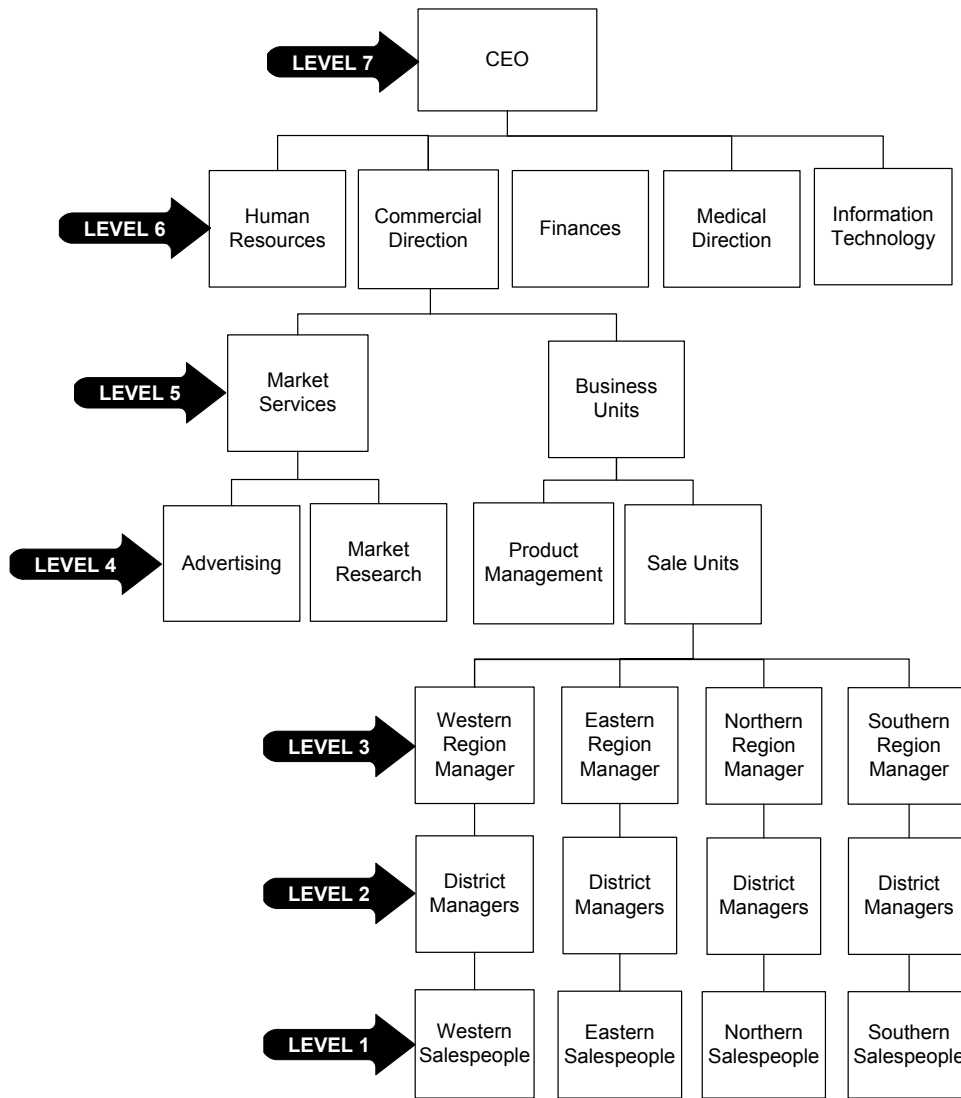 LEVEL 7
CEO
LEVEL 6
Human
Resources
Commercial
Direction
Finances
Medical
Direction
Information
Technology
LEVEL 5
Market
Services
Business
Units
LEVEL 4
Advertising
Market
Research
Product
Management
Sale Units
LEVEL 3
Western
Region
Manager
Eastern
Region
Manager
Northern
Region
Manager
Southern
Region
Manager
LEVEL 2
District
Managers
District
Managers
District
Managers
District
Managers
LEVEL 1
Western
Salespeople
Eastern
Salespeople
Northern
Salespeople
Southern
Salespeople